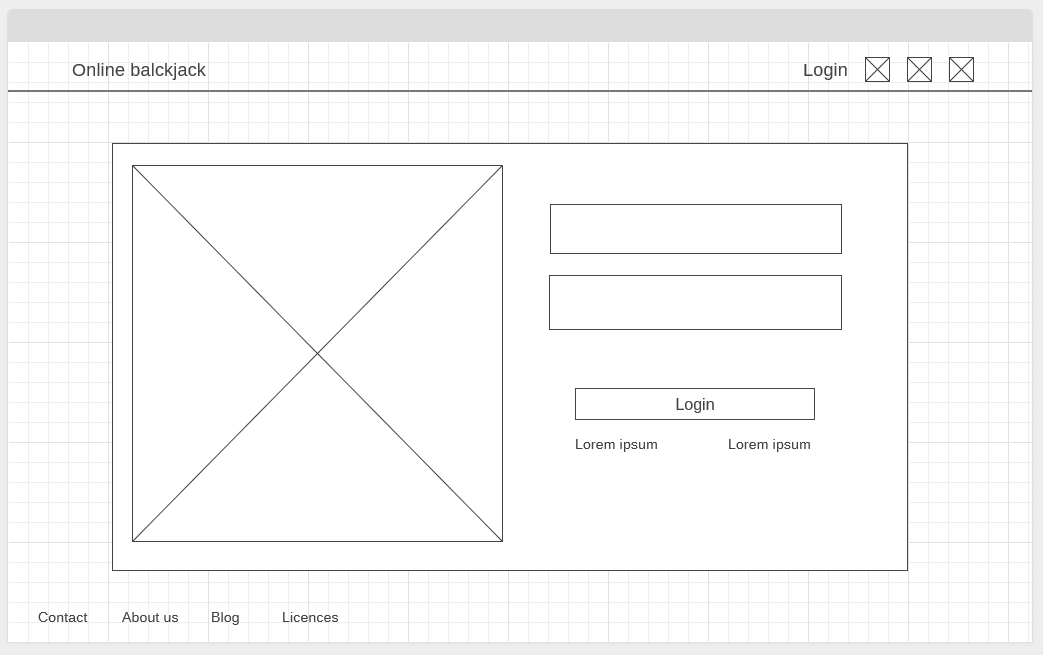 Online balckjack
Login
Login
Lorem ipsum Lorem ipsum
Contact About us Blog Licences